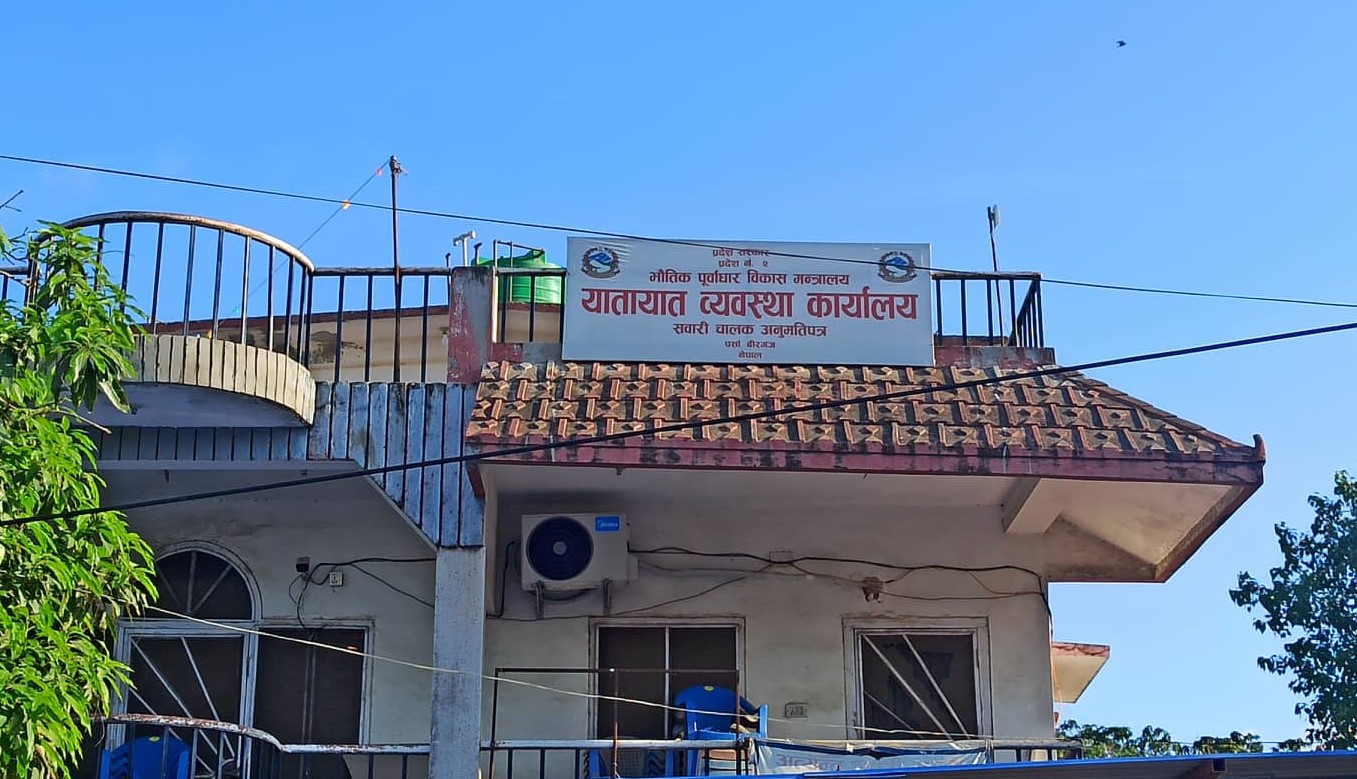 प्रदेश सरकार
प्रदेश नं. २
भौतिक पूर्वाधार विकास मन्त्रालय
यातायात व्यवस्था कार्यालय
सवारी चालक अनुमतिपत्र
पर्सा बीरगंज
नेपाल